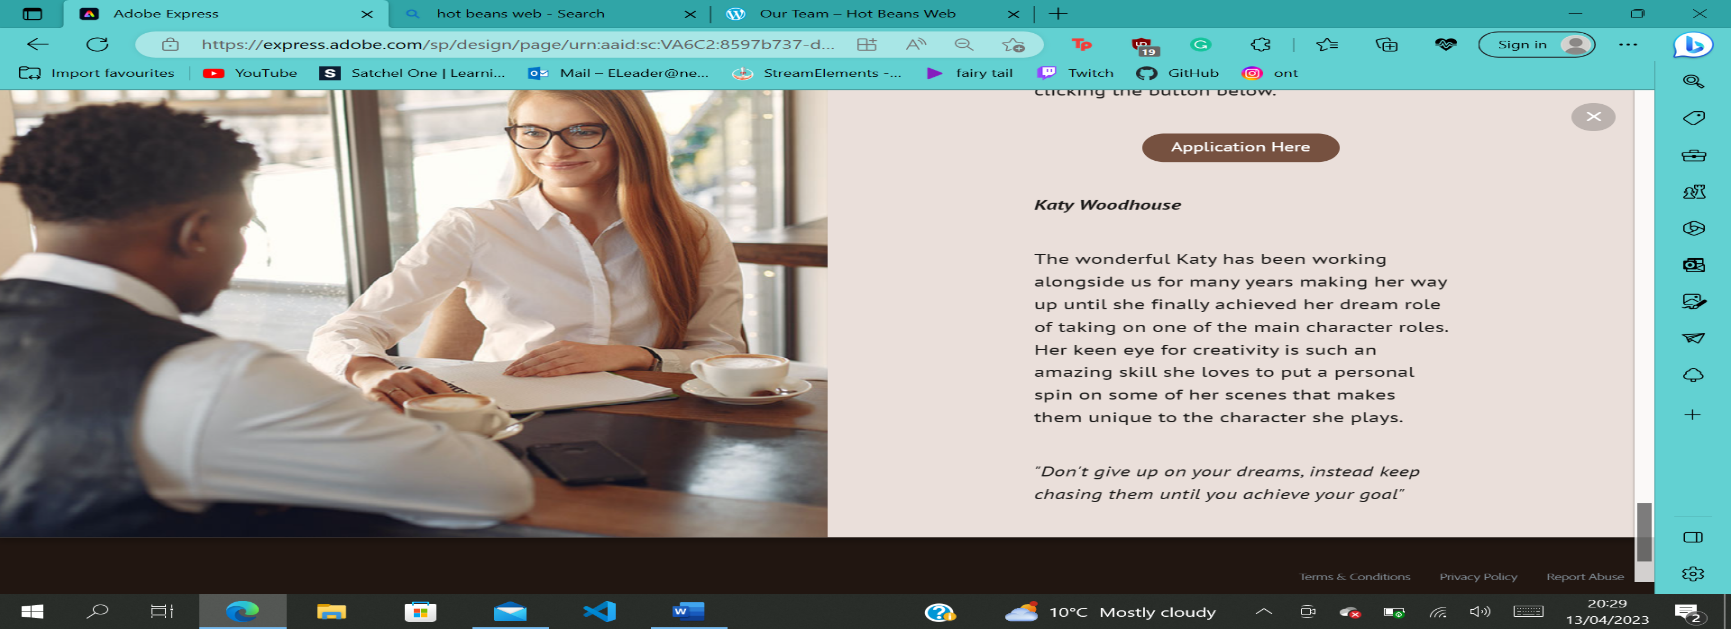 Adobe Express
hot beans web - Search
Our Team – Hot Beans Web
https://express.adobe.com/sp/design/page/urn:aaid:sc:VA6C2:8597b737-d...
19
Sign in
Import favourites
YouTube
Satchel One | Learni...
Mail – ELeader@ne...
StreamElements -...
fairy tail
Twitch
GitHub
ont
clicking the button below.
Application Here
Katy Woodhouse
The wonderful Katy has been working
alongside us for many years making her way
up until she finally achieved her dream role
of taking on one of the main character roles.
Her keen eye for creativity is such an
amazing skill she loves to put a personal
spin on some of her scenes that makes
them unique to the character she plays.
"Don't give up on your dreams, instead keep
chasing them until you achieve your goal"
Terms & Conditions
Privacy Policy
Report Abuse
10°C Mostly cloudy
20:29
13/04/2023
2